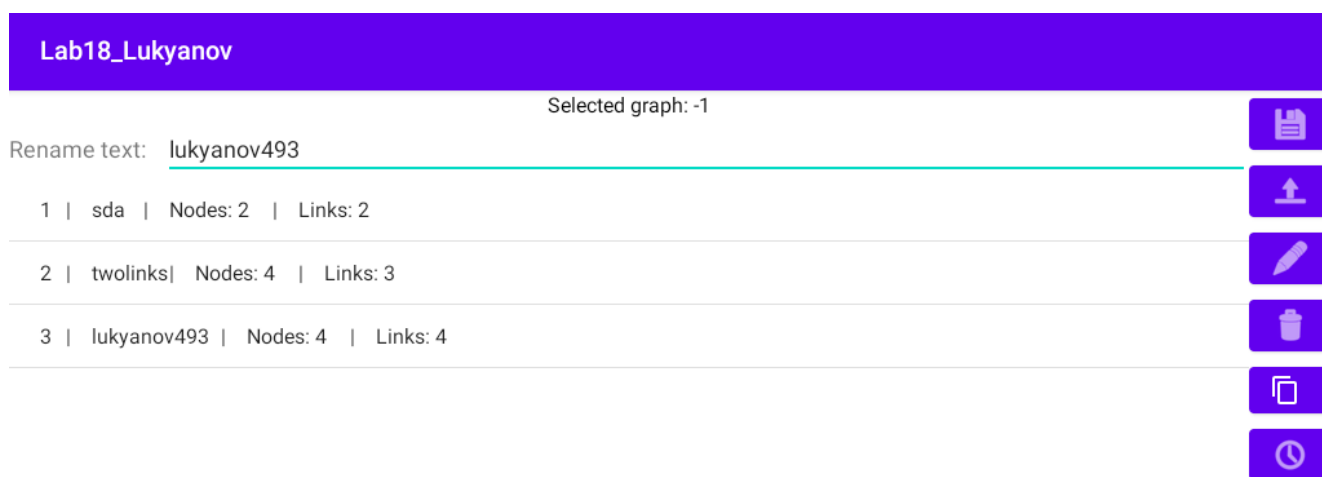 Lab18_Lukyanov
Selected graph: -1
Rename text: lukyanov493
1 | sda | Nodes: 2 | Links: 2
2 | twolinks| Nodes: 4 | Links: 3
3 | lukyanov493 | Nodes: 4 | Links: 4